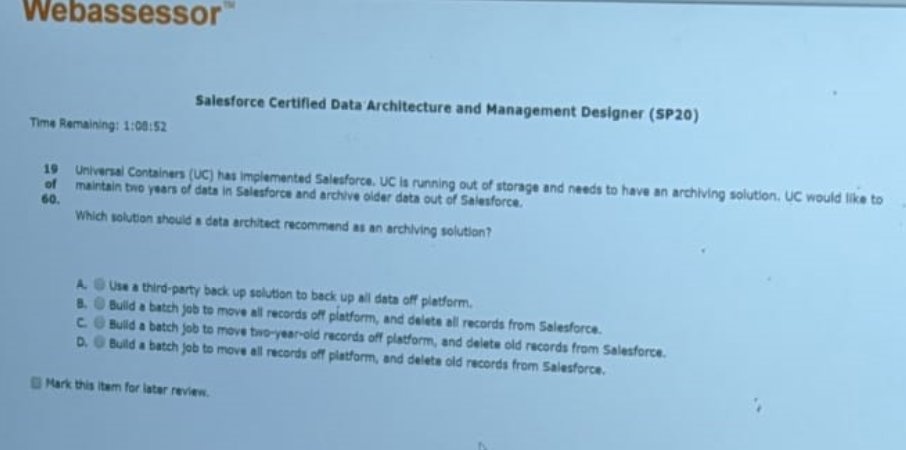 Webassessor™
Salesforce Certified Data Architecture and Management Designer (SP20)
Time Remaining: 1:08:52
19 of 60. Universal Containers (UC) has implemented Salesforce. UC is running out of storage and needs to have an archiving solution. UC would like to
maintain two years of data in Salesforce and archive older data out of Salesforce.
Which solution should a data architect recommend as an archiving solution?
A. Use a third-party back up solution to back up all data off platform.
B. Build a batch job to move all records off platform, and delete all records from Salesforce.
C. Build a batch job to move two-year-old records off platform, and delete old records from Salesforce.
D. Build a batch job to move all records off platform, and delete old records from Salesforce.
Mark this item for later review.